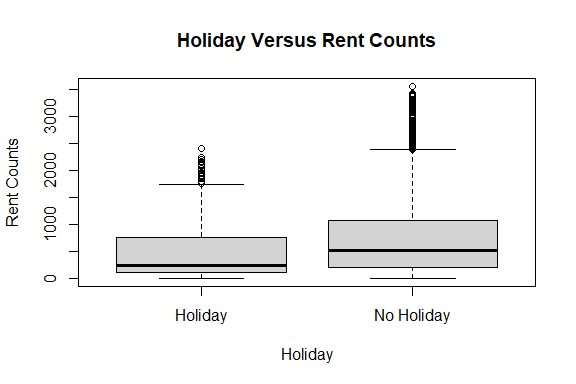 Holiday Versus Rent Counts
3000
2000
1000
0
Rent Counts
Holiday
No Holiday
Holiday